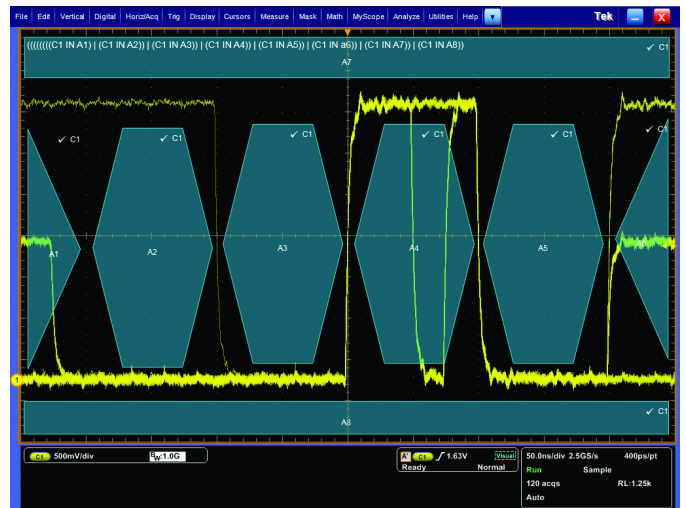 File Edit Vertical Digital Horiz/Acq Trig Display Cursors Measure Mask Math MyScope Analyze Utilities Help Tek X
((((((((C1 IN A1) | (C1 IN A2)) | (C1 IN A3)) | (C1 IN A4)) | (C1 IN A5)) | (C1 IN a6)) | (C1 IN A7)) | (C1 IN A8)) C1
A7
C1 C1 C1 C1 C1 C1
A1 A2 A3 A4 A5
1
C1
A8
C1 500mV/div BW:1.0G
A' C1 1.63V Visual
Ready Normal
50.0ns/div 2.5GS/s 400ps/pt
Run Sample
120 acqs RL:1.25k
Auto